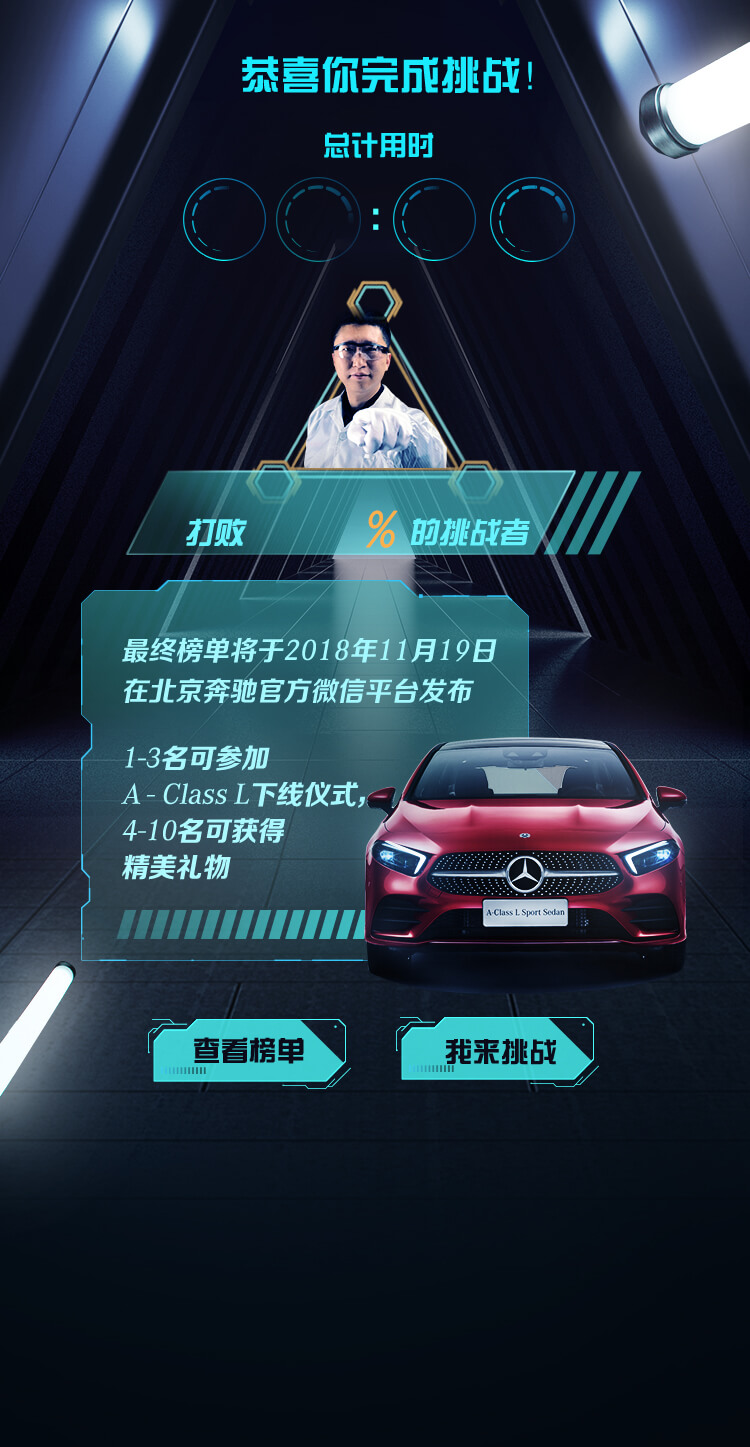 恭喜你完成挑战!
总计用时
:
打败 % 的挑战者
最终榜单将于2018年11月19日
在北京奔驰官方微信平台发布
1-3名可参加
A - Class L下线仪式,
4-10名可获得
精美礼物
A-Class L Sport Sedan
查看榜单
我来挑战